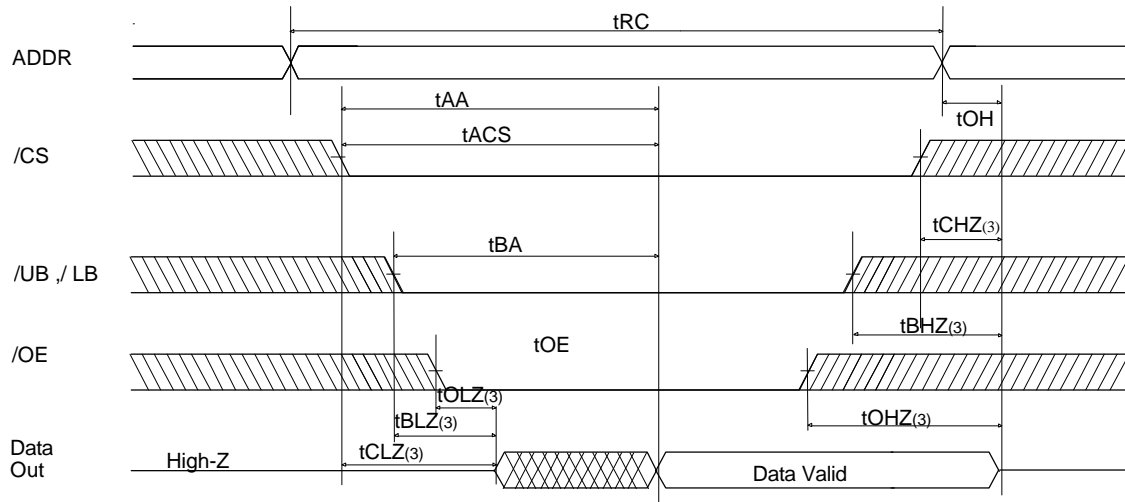 tRC
ADDR
tAA
tOH
tACS
/CS
tCHZ(3)
tBA
/UB ,/ LB
tBHZ(3)
/OE
tOE
tOLZ(3)
tBLZ(3)
tOHZ(3)
tCLZ(3)
Data
Out
High-Z
Data Valid